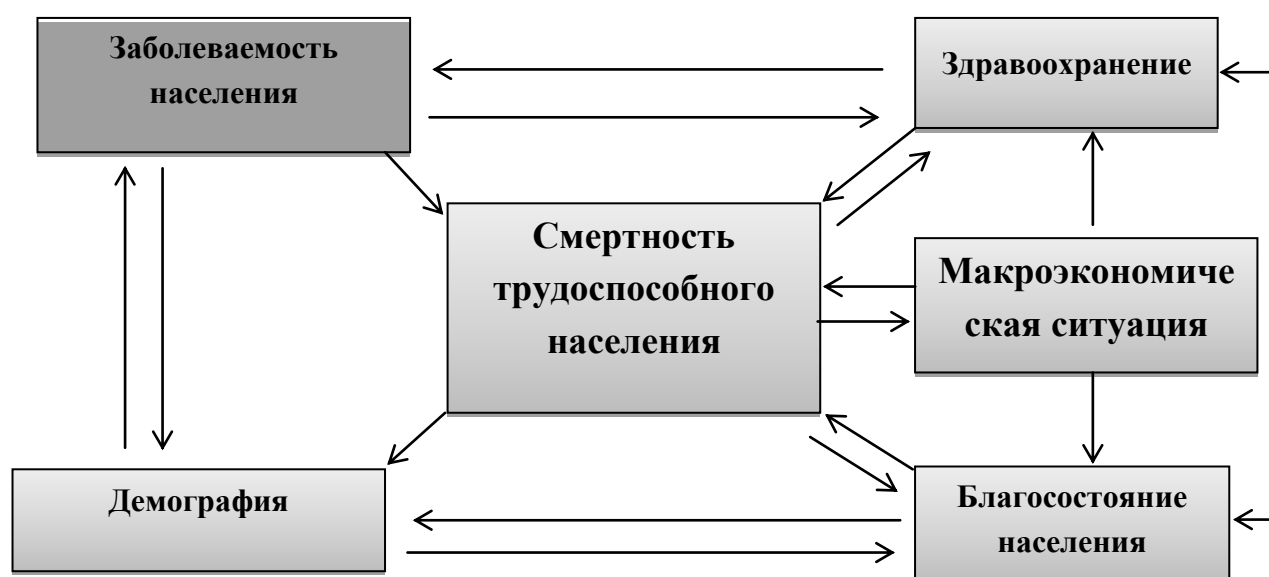 Заболеваемость
населения
Здравоохранение
Смертность
трудоспособного
населения
Макроэкономиче
ская ситуация
Демография
Благосостояние
населения